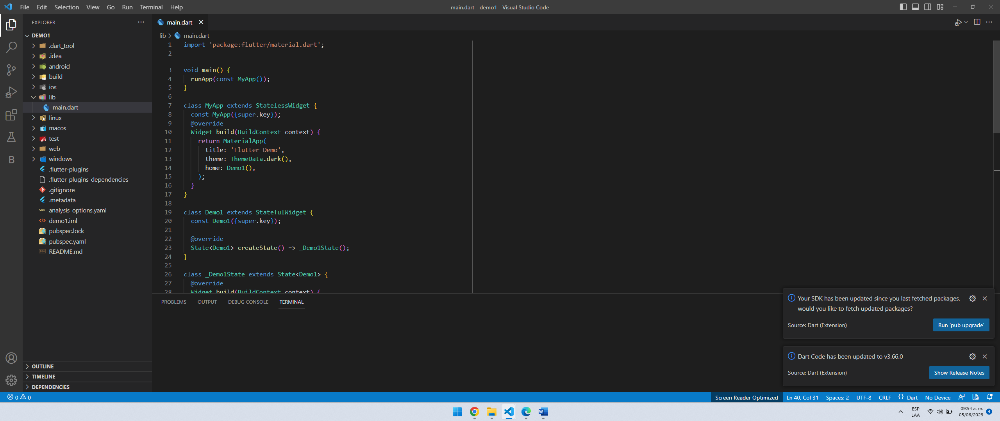 File Edit Selection View Go Run Terminal Help
main.dart - demo1 - Visual Studio Code
EXPLORER
DEMO1
.dart_tool
.idea
android
build
ios
lib
main.dart
linux
macos
test
web
windows
.flutter-plugins
.flutter-plugins-dependencies
.gitignore
.metadata
analysis_options.yaml
demo1.iml
pubspec.lock
pubspec.yaml
README.md
OUTLINE
TIMELINE
DEPENDENCIES
main.dart
lib > main.dart
1 import 'package:flutter/material.dart';
2
3 void main() {
4 runApp(const MyApp());
5 }
6
7 class MyApp extends StatelessWidget {
8 const MyApp({super.key});
9 @override
10 Widget build(BuildContext context) {
11 return MaterialApp(
12 title: 'Flutter Demo',
13 theme: ThemeData.dark(),
14 home: Demo1(),
15 );
16 }
17 }
18
19 class Demo1 extends StatefulWidget {
20 const Demo1({super.key});
21
22 @override
23 State<Demo1> createState() => _Demo1State();
24 }
25
26 class _Demo1State extends State<Demo1> {
27 @override
28 Widget build(BuildContext context) {
PROBLEMS OUTPUT DEBUG CONSOLE TERMINAL
Your SDK has been updated since you last fetched packages,
would you like to fetch updated packages?
Source: Dart (Extension)
Run 'pub upgrade'
Dart Code has been updated to v3.66.0
Source: Dart (Extension)
Show Release Notes
0 0
Screen Reader Optimized Ln 40, Col 31 Spaces: 2 UTF-8 CRLF {} Dart No Device
B
ESP
LAA
09:54 a. m.
05/06/2023
4